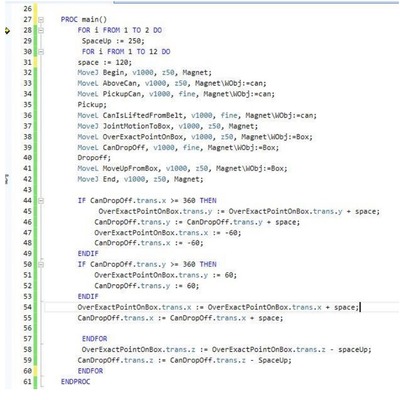 26
27 PROC main()
28 FOR i FROM 1 TO 2 DO
29 SpaceUp := 250;
30 FOR i FROM 1 TO 12 DO
31 space := 120;
32 MoveJ Begin, v1000, z50, Magnet;
33 MoveL AboveCan, v1000, z50, Magnet\WObj:=can;
34 MoveL PickupCan, v1000, fine, Magnet\WObj:=can;
35 Pickup;
36 MoveL CanIsLiftedFromBelt, v1000, fine, Magnet\WObj:=can;
37 MoveJ JointMotionToBox, v1000, z50, Magnet;
38 MoveL OverExactPointOnBox, v1000, z50, Magnet\WObj:=Box;
39 MoveL CanDropOff, v1000, fine, Magnet\WObj:=Box;
40 Dropoff;
41 MoveL MoveUpFromBox, v1000, z50, Magnet\WObj:=Box;
42 MoveJ End, v1000, z50, Magnet;
43
44 IF CanDropOff.trans.x >= 360 THEN
45 OverExactPointOnBox.trans.y := OverExactPointOnBox.trans.y + space;
46 CanDropOff.trans.y := CanDropOff.trans.y + space;
47 OverExactPointOnBox.trans.x := -60;
48 CanDropOff.trans.x := -60;
49 ENDIF
50 IF CanDropOff.trans.y >= 360 THEN
51 OverExactPointOnBox.trans.y := 60;
52 CanDropOff.trans.y := 60;
53 ENDIF
54 OverExactPointOnBox.trans.x := OverExactPointOnBox.trans.x + space;
55 CanDropOff.trans.x := CanDropOff.trans.x + space;
56
57 ENDFOR
58 OverExactPointOnBox.trans.z := OverExactPointOnBox.trans.z - spaceUp;
59 CanDropOff.trans.z := CanDropOff.trans.z - SpaceUp;
60 ENDFOR
61 ENDPROC